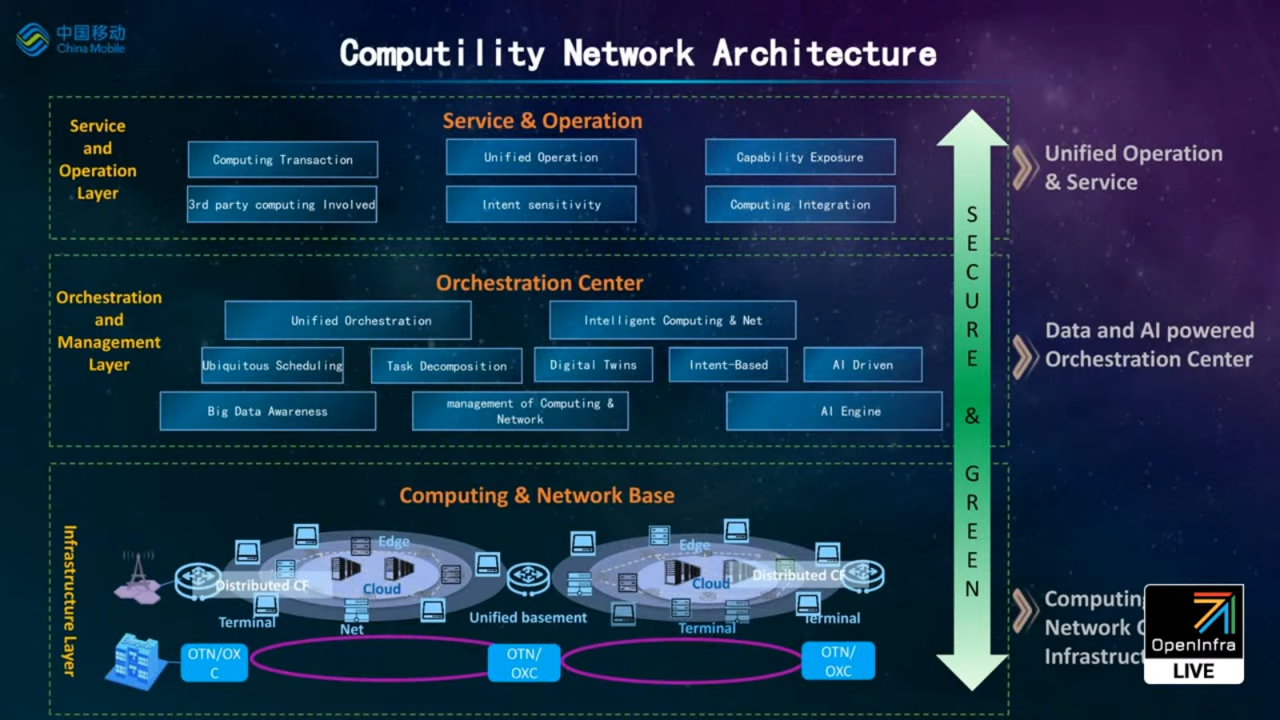 中国移动
China Mobile
Computility Network Architecture
Service
and
Operation
Layer
Service & Operation
Computing Transaction
Unified Operation
Capability Exposure
3rd party computing Involved
Intent sensitivity
Computing Integration
Unified Operation
& Service
Orchestration
and
Management
Layer
Orchestration Center
Unified Orchestration
Intelligent Computing & Net
Ubiquitous Scheduling
Task Decomposition
Digital Twins
Intent-Based
AI Driven
Big Data Awareness
management of Computing &
Network
AI Engine
Data and AI powered
Orchestration Center
SECURE & GREEN
Infrastructure Layer
Computing & Network Base
Edge
Distributed CF
Cloud
Terminal
Net
Unified basement
Edge
Cloud
Distributed CF
Terminal
Terminal
OTN/OX
C
OTN/
OXC
OTN/
OXC
Computing
Network
Infrastruct
OpenInfra
LIVE